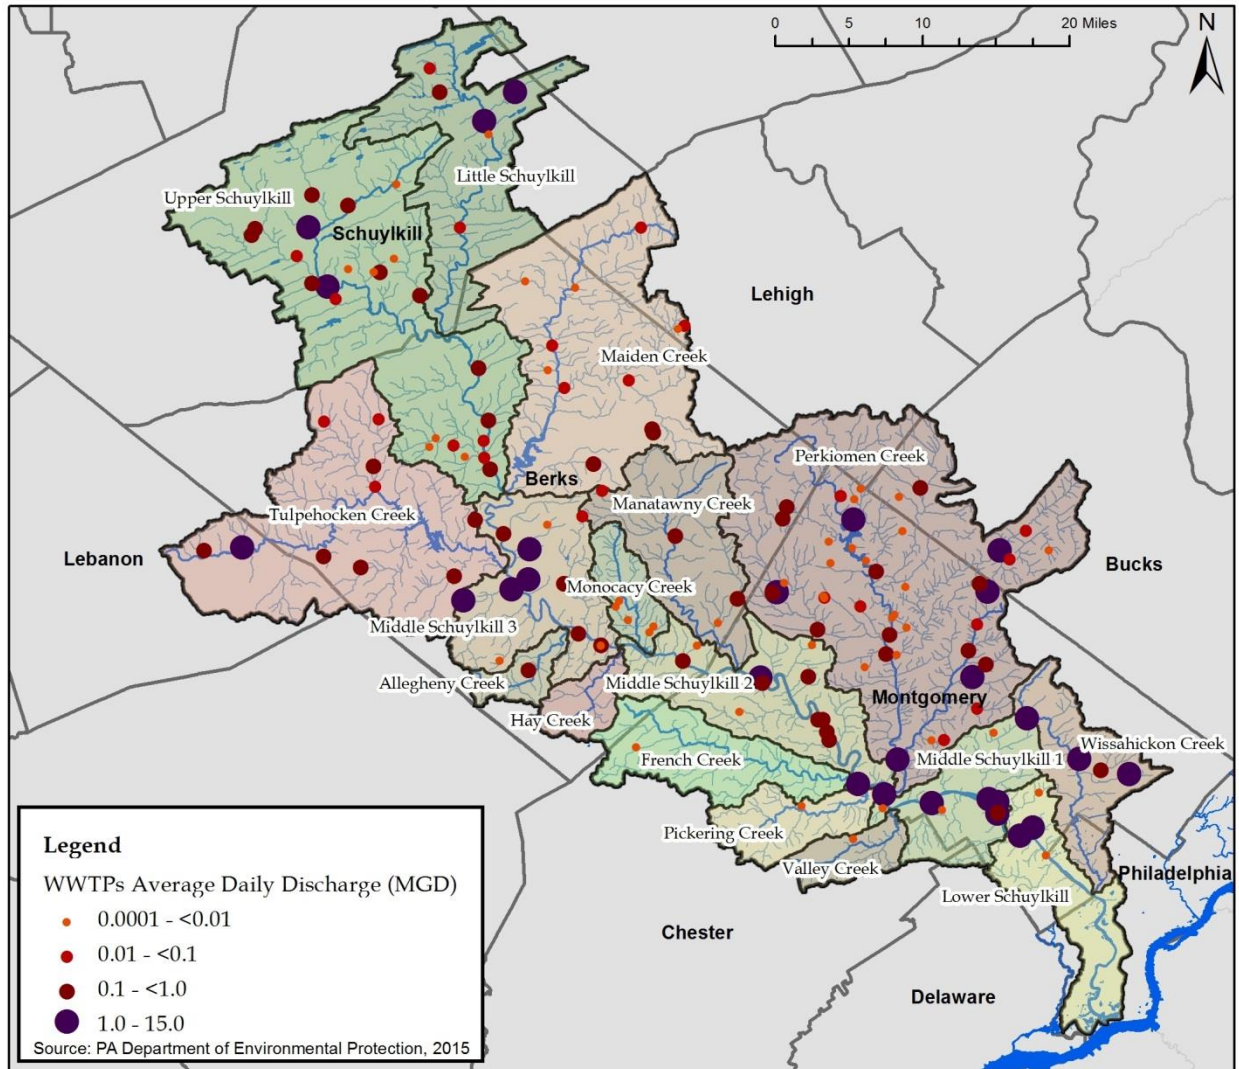 0 5 10 20 Miles
N
Little Schuylkill
Upper Schuylkill
Schuylkill
Lehigh
Maiden Creek
Perkiomen Creek
Berks
Manatawny Creek
Tulpehocken Creek
Lebanon
Bucks
Monocacy Creek
Middle Schuylkill 3
Allegheny Creek
Middle Schuylkill 2
Montgomery
Hay Creek
Wissahickon Creek
French Creek
Middle Schuylkill 1
Pickering Creek
Valley Creek
Philadelphia
Lower Schuylkill
Chester
Delaware
Legend
WWTPs Average Daily Discharge (MGD)
0.0001 - <0.01
0.01 - <0.1
0.1 - <1.0
1.0 - 15.0
Source: PA Department of Environmental Protection, 2015